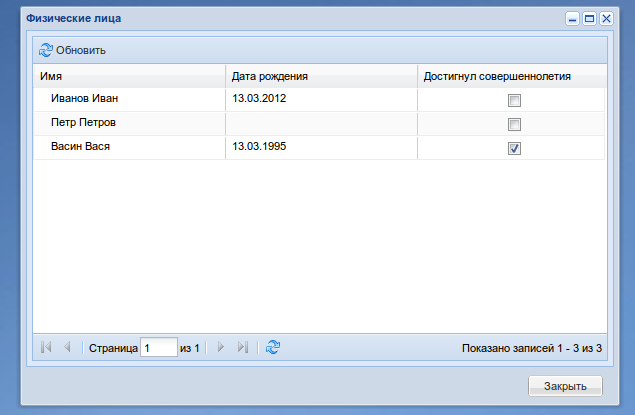 Физические лица
Обновить
Имя Дата рождения Достигнул совершеннолетия
Иванов Иван 13.03.2012
Петр Петров
Васин Вася 13.03.1995
Страница 1 из 1 Показано записей 1 - 3 из 3
Закрыть